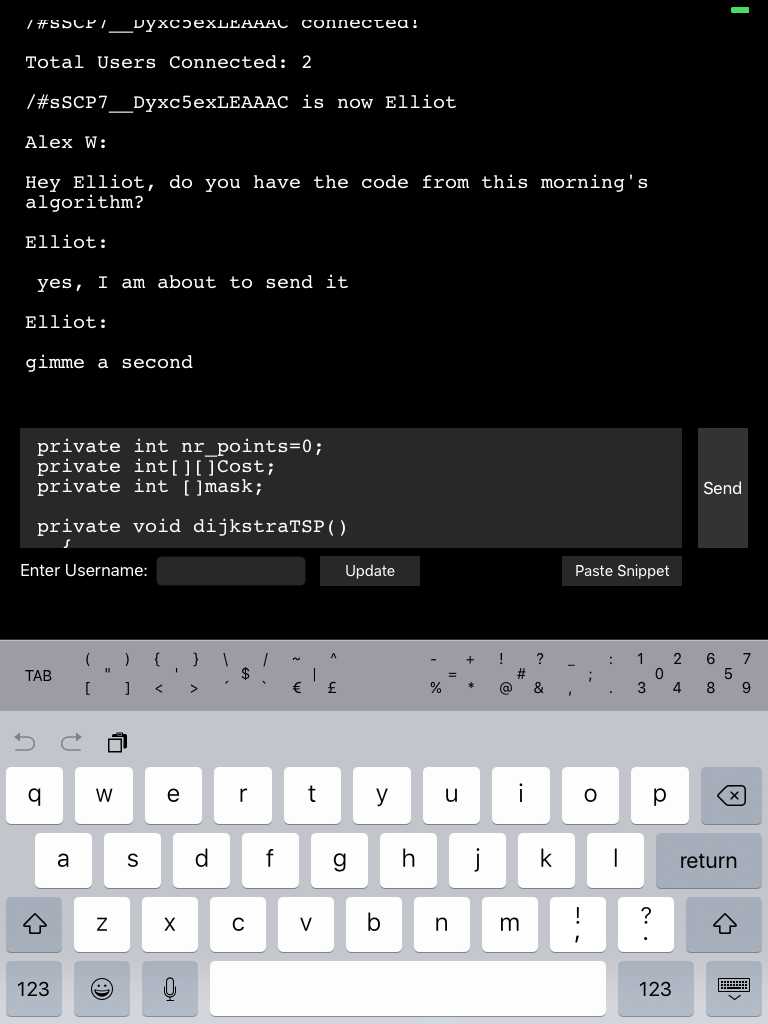 /#sSCP7__Dyxc5exLEAAAC connected!
Total Users Connected: 2
/#sSCP7__Dyxc5exLEAAAC is now Elliot
Alex W:
Hey Elliot, do you have the code from this morning's
algorithm?
Elliot:
yes, I am about to send it
Elliot:
gimme a second
private int nr_points=0;
private int[][]Cost;
private int []mask;
private void dijkstraTSP()
{
Send
Enter Username:
Update
Paste Snippet
TAB
( ) { } \ / ~ ^ - + ! ? _ : 1 2 6 7
" ' $ | = # ; 0 5
[ ] < > ´ ` € £ % * @ & , . 3 4 8 9
q w e r t y u i o p
a s d f g h j k l return
z x c v b n m ! , ? .
123 123